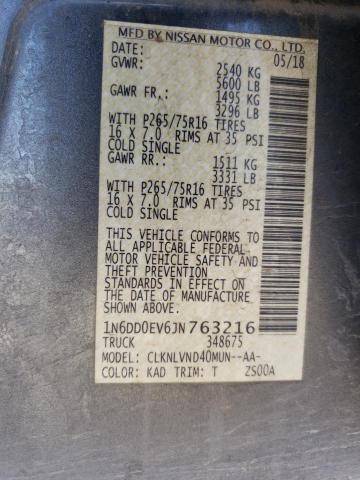 MFD BY NISSAN MOTOR CO., LTD.
DATE: 05/18
GVWR: 2540 KG
5600 LB
GAWR FR.: 1495 KG
3296 LB
WITH P265/75R16 TIRES
16 X 7.0 RIMS AT 35 PSI
COLD SINGLE
GAWR RR.: 1511 KG
3331 LB
WITH P265/75R16 TIRES
16 X 7.0 RIMS AT 35 PSI
COLD SINGLE
THIS VEHICLE CONFORMS TO
ALL APPLICABLE FEDERAL
MOTOR VEHICLE SAFETY AND
THEFT PREVENTION
STANDARDS IN EFFECT ON
THE DATE OF MANUFACTURE
SHOWN ABOVE.
1N6DD0EV6JN763216
TRUCK 348675
MODEL: CLKNLVND40MUN--AA-
COLOR: KAD TRIM: T ZS00A